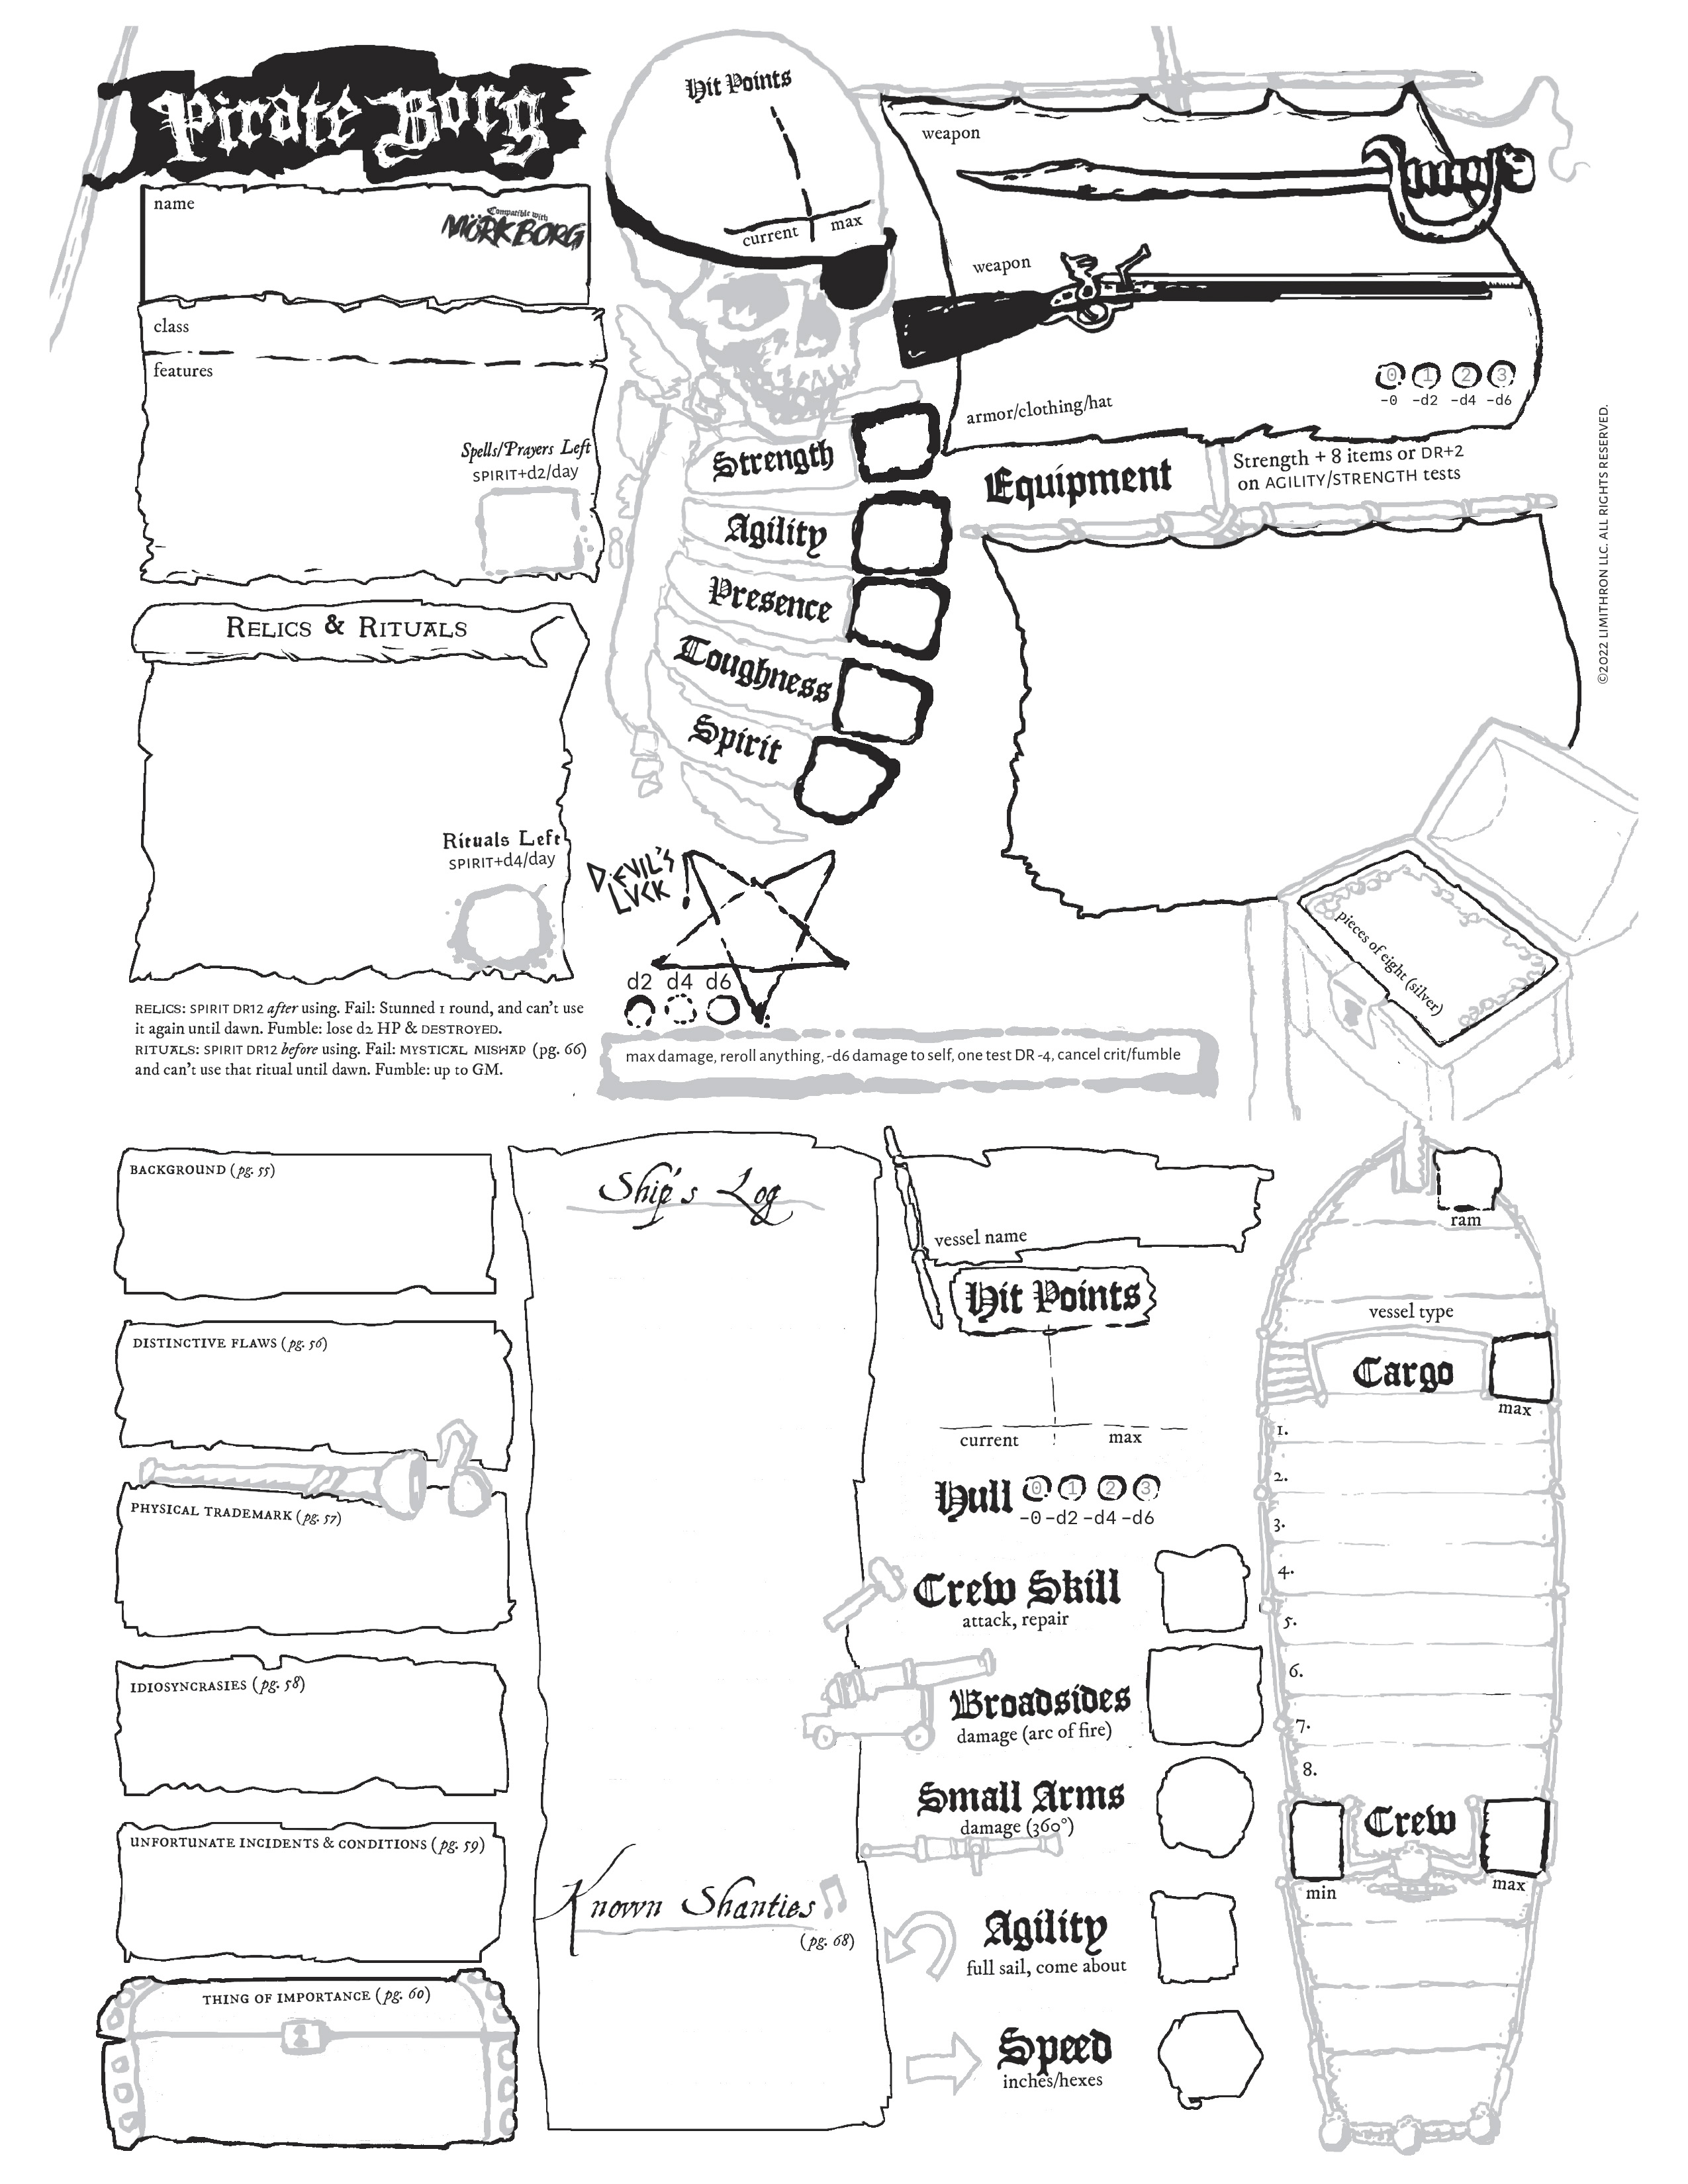 Pirate Borg
name
Compatible with
MÖRK BORG
class
features
Spells/Prayers Left
SPIRIT+d2/day
Relics & Rituals
Rituals Left
SPIRIT+d4/day
RELICS: SPIRIT DR12 after using. Fail: Stunned 1 round, and can't use
it again until dawn. Fumble: lose d2 HP & DESTROYED.
RITUALS: SPIRIT DR12 before using. Fail: MYSTICAL MISHAP (pg. 66)
and can't use that ritual until dawn. Fumble: up to GM.
Hit Points
current
max
Strength
Agility
Presence
Toughness
Spirit
DEVIL'S
LUCK
d2 d4 d6
max damage, reroll anything, -d6 damage to self, one test DR -4, cancel crit/fumble
weapon
weapon
armor/clothing/hat
0 1 2 3
-0 -d2 -d4 -d6
Equipment
Strength + 8 items or DR+2
on AGILITY/STRENGTH tests
pieces of eight (silver)
©2022 LIMITHRON LLC. ALL RIGHTS RESERVED.
BACKGROUND (pg. 55)
DISTINCTIVE FLAWS (pg. 56)
PHYSICAL TRADEMARK (pg. 57)
IDIOSYNCRASIES (pg. 58)
UNFORTUNATE INCIDENTS & CONDITIONS (pg. 59)
THING OF IMPORTANCE (pg. 60)
Ship's Log
Known Shanties
(pg. 68)
vessel name
Hit Points
current
max
Hull
0 1 2 3
-0 -d2 -d4 -d6
Crew Skill
attack, repair
Broadsides
damage (arc of fire)
Small Arms
damage (360°)
Agility
full sail, come about
Speed
inches/hexes
ram
vessel type
Cargo
max
1.
2.
3.
4.
5.
6.
7.
8.
Crew
min
max